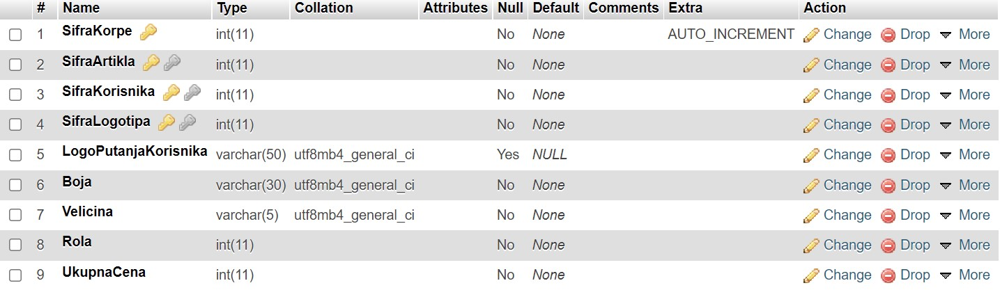 # Name Type Collation Attributes Null Default Comments Extra Action
1 SifraKorpe int(11) No None AUTO_INCREMENT Change Drop More
2 SifraArtikla int(11) No None Change Drop More
3 SifraKorisnika int(11) No None Change Drop More
4 SifraLogotipa int(11) No None Change Drop More
5 LogoPutanjaKorisnika varchar(50) utf8mb4_general_ci Yes NULL Change Drop More
6 Boja varchar(30) utf8mb4_general_ci No None Change Drop More
7 Velicina varchar(5) utf8mb4_general_ci No None Change Drop More
8 Rola int(11) No None Change Drop More
9 UkupnaCena int(11) No None Change Drop More